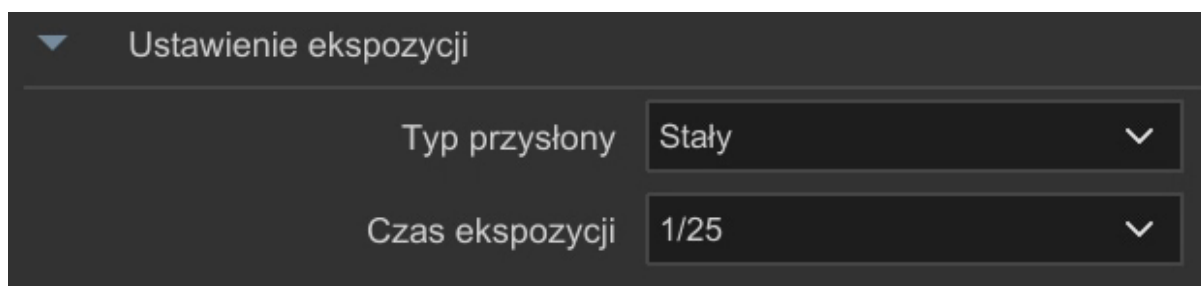 Ustawienie ekspozycji
Typ przysłony Stały
Czas ekspozycji 1/25